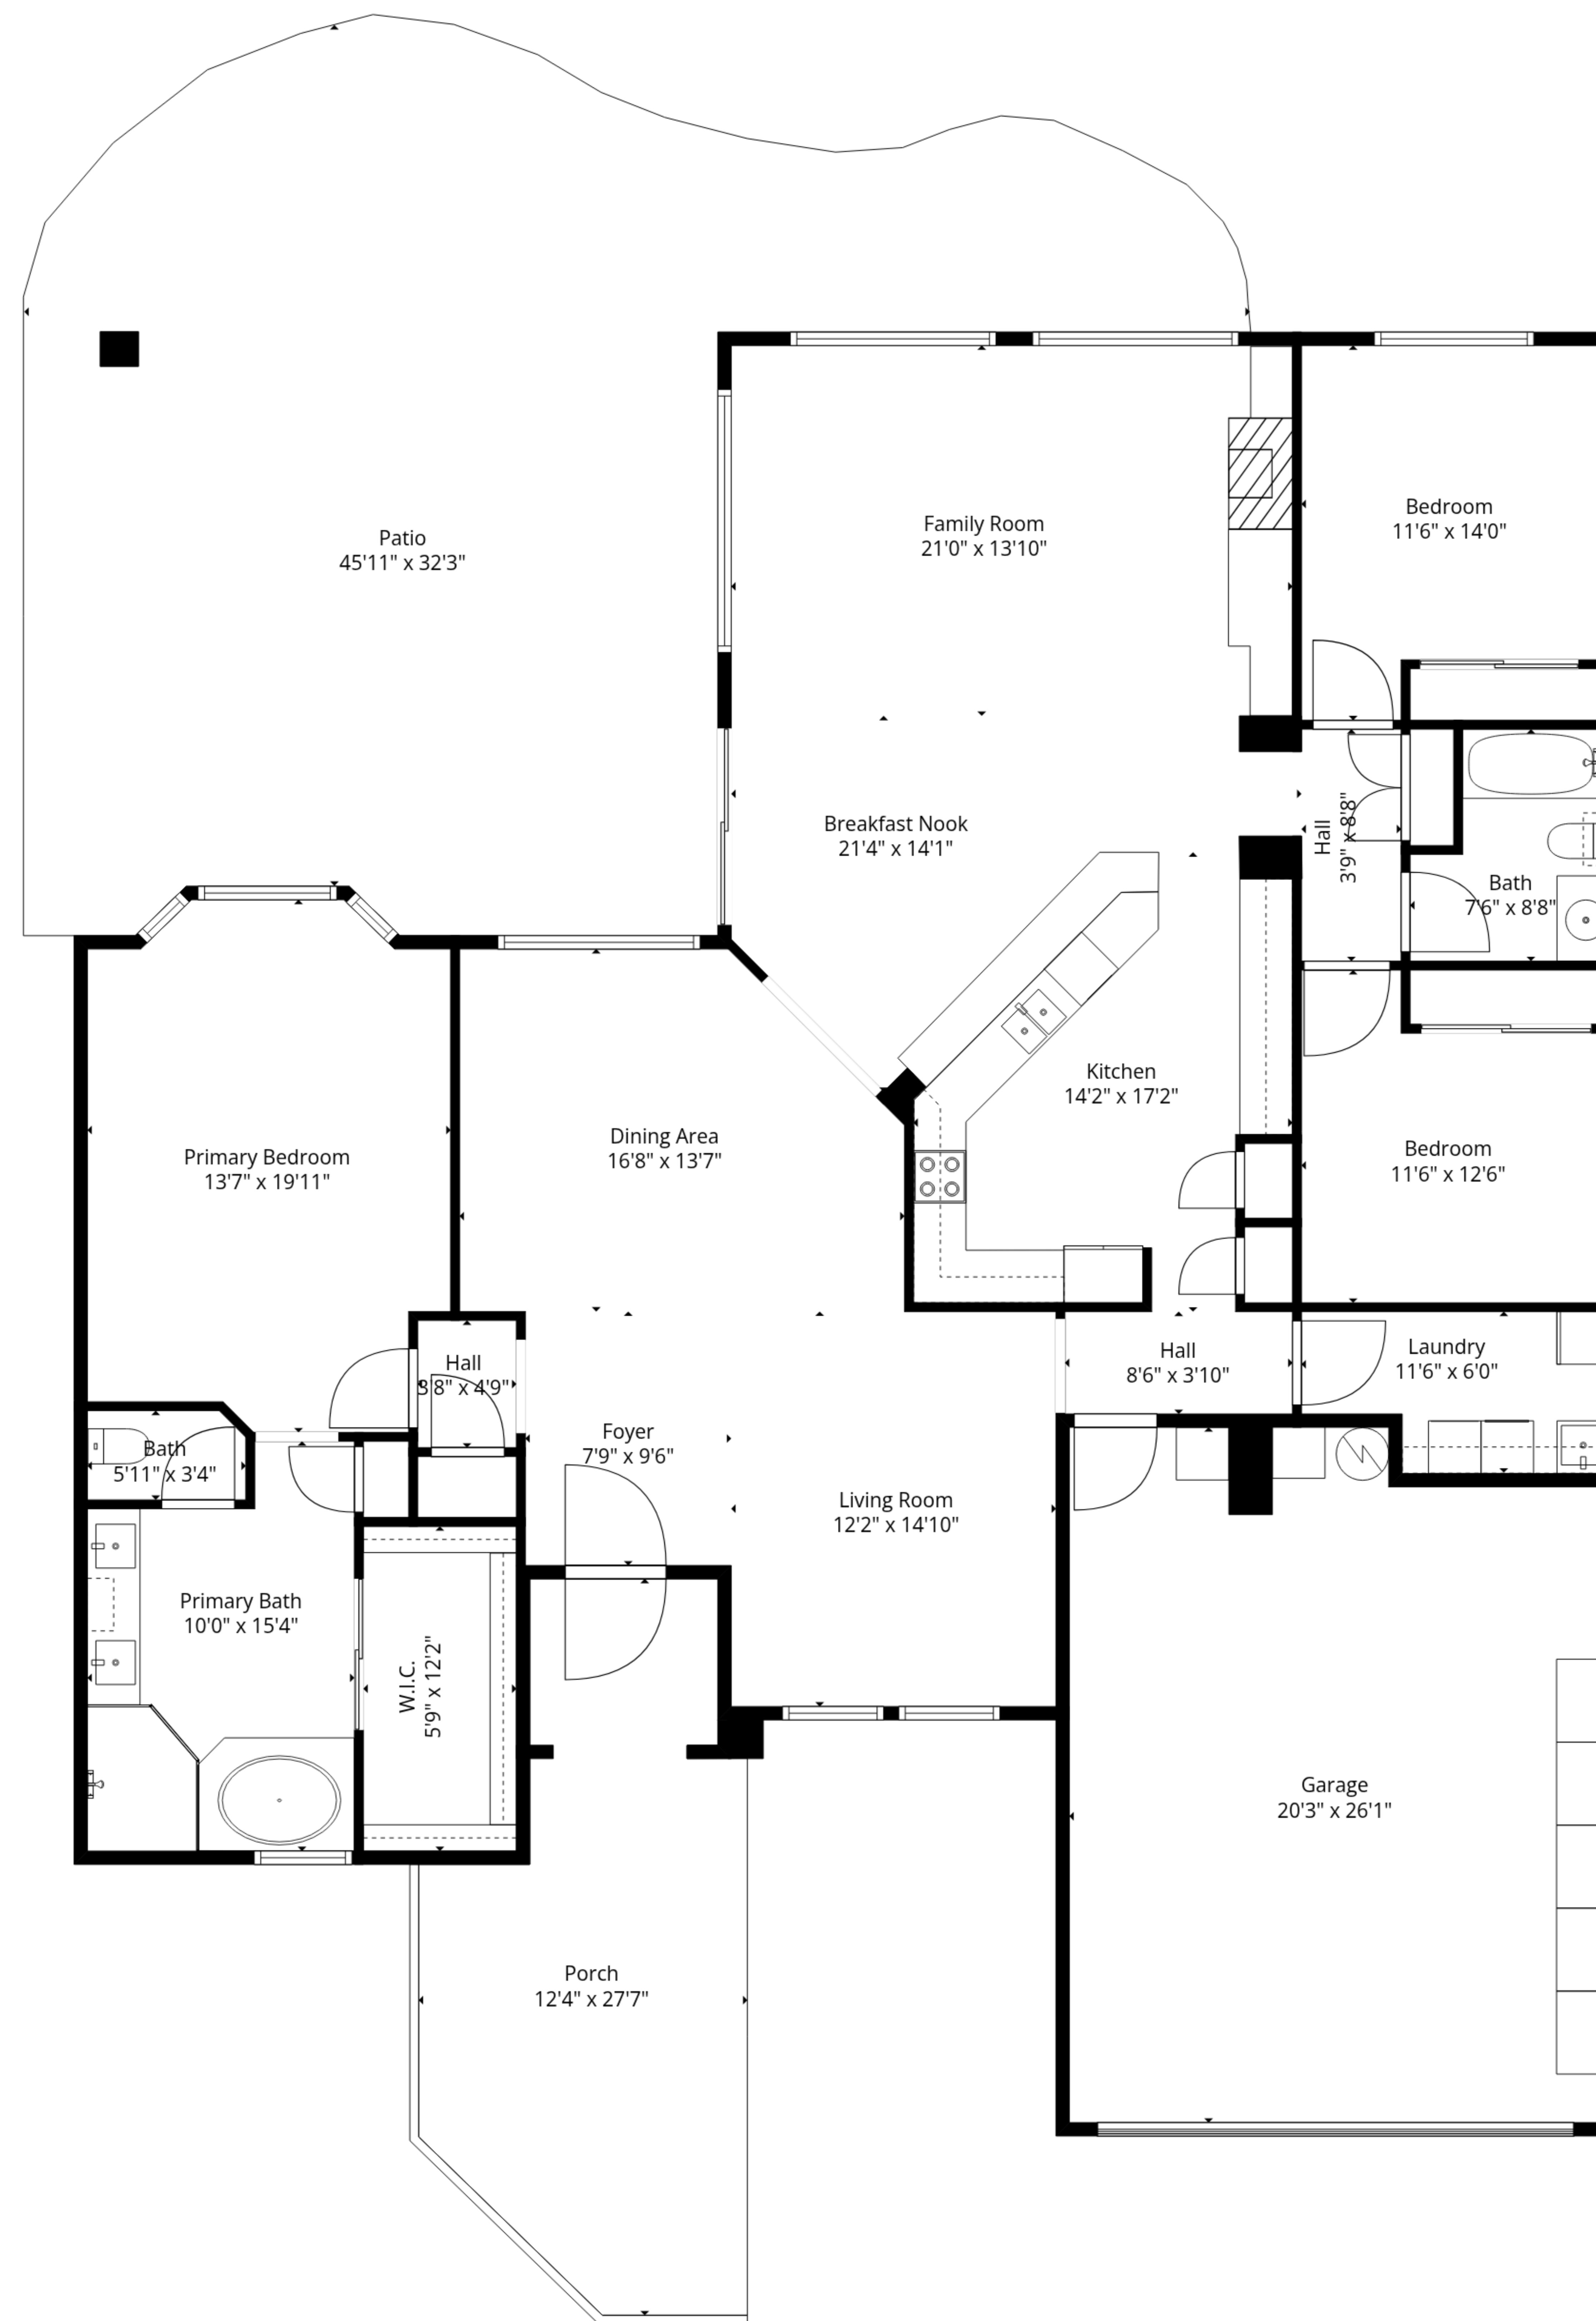 Patio
45'11" x 32'3"
Family Room
21'0" x 13'10"
Bedroom
11'6" x 14'0"
Breakfast Nook
21'4" x 14'1"
Hall
3'9" x 8'8"
Bath
7'6" x 8'8"
Kitchen
14'2" x 17'2"
Dining Area
16'8" x 13'7"
Primary Bedroom
13'7" x 19'11"
Bedroom
11'6" x 12'6"
Hall
3'8" x 4'9"
Hall
8'6" x 3'10"
Laundry
11'6" x 6'0"
Bath
5'11" x 3'4"
Foyer
7'9" x 9'6"
Living Room
12'2" x 14'10"
Primary Bath
10'0" x 15'4"
W.I.C.
5'9" x 12'2"
Garage
20'3" x 26'1"
Porch
12'4" x 27'7"